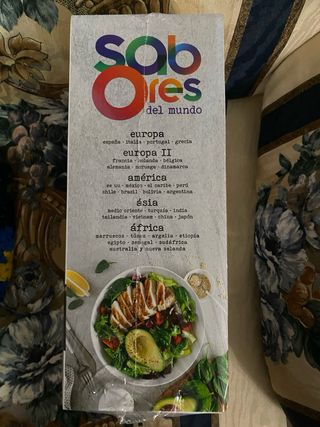 sab
ores
del mundo
europa
españa · italia · portugal · grecia
europa II
francia · holanda · bélgica
alemania · noruega · dinamarca
américa
ee uu · méxico · el caribe · perú
chile · brasil · bolivia · argentina
ásia
medio oriente · turquía · india
tailandia · vietnam · china · japón
áfrica
marruecos · túnez · argelia · etiopía
egipto · senegal · sudáfrica
australia y nueva zelanda